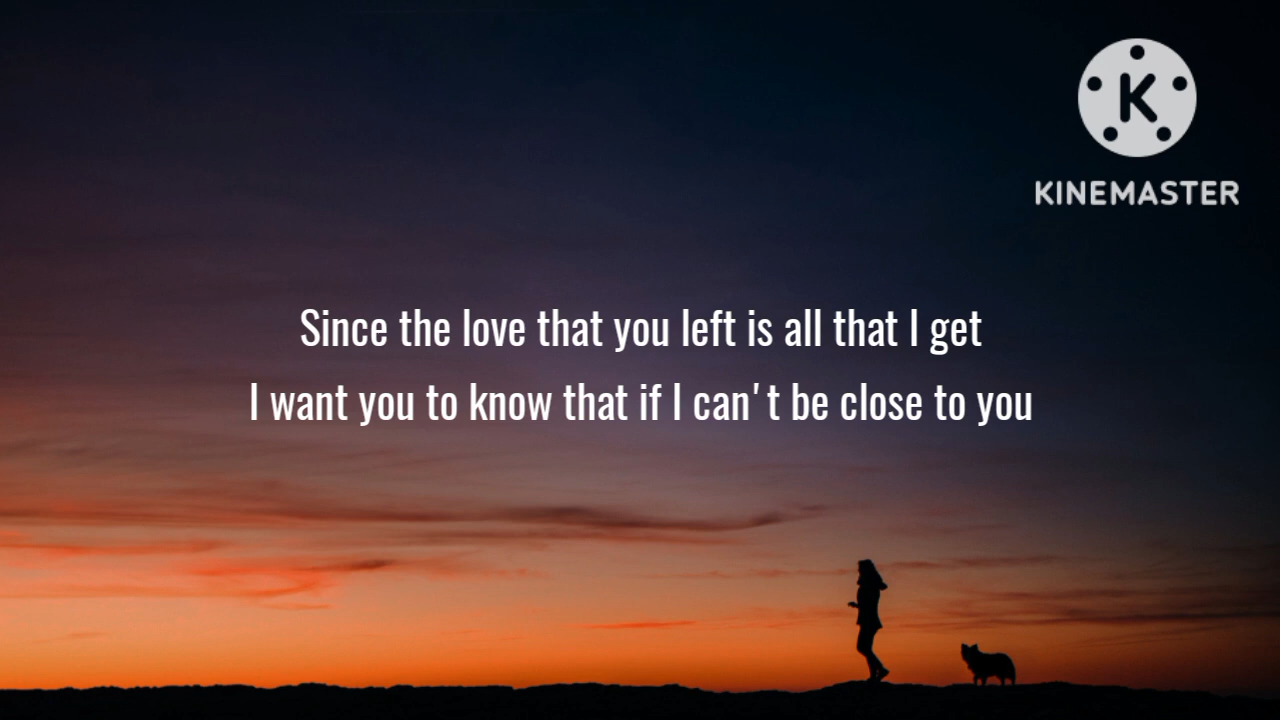 K
KINEMASTER
Since the love that you left is all that I get
I want you to know that if I can't be close to you